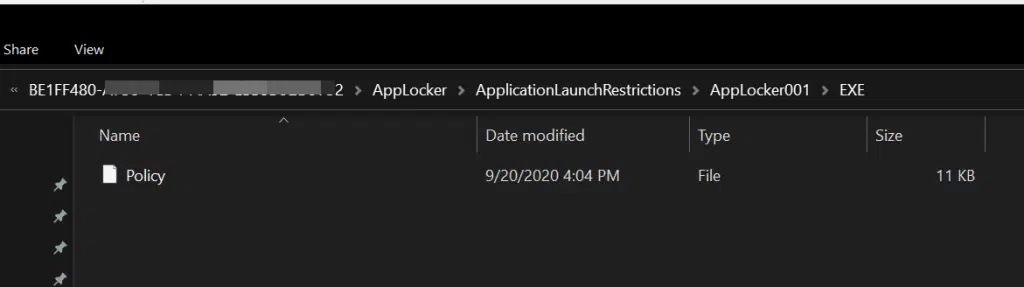 Share View
« BE1FF480- 2 > AppLocker > ApplicationLaunchRestrictions > AppLocker001 > EXE
Name Date modified Type Size
Policy 9/20/2020 4:04 PM File 11 KB